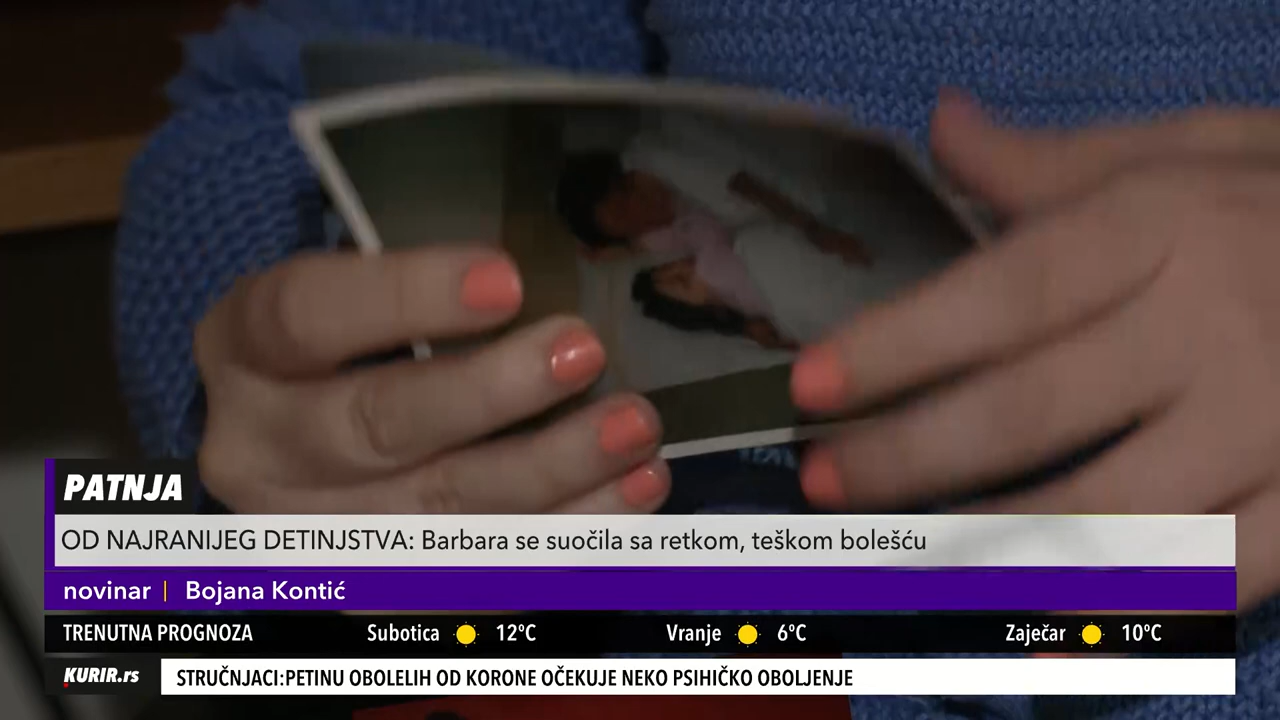 PATNJA
OD NAJRANIJEG DETINJSTVA: Barbara se suočila sa retkom, teškom bolešću
novinar | Bojana Kontić
TRENUTNA PROGNOZA Subotica 12°C Vranje 6°C Zaječar 10°C
KURIR.rs STRUČNJACI:PETINU OBOLELIH OD KORONE OČEKUJE NEKO PSIHIČKO OBOLJENJE